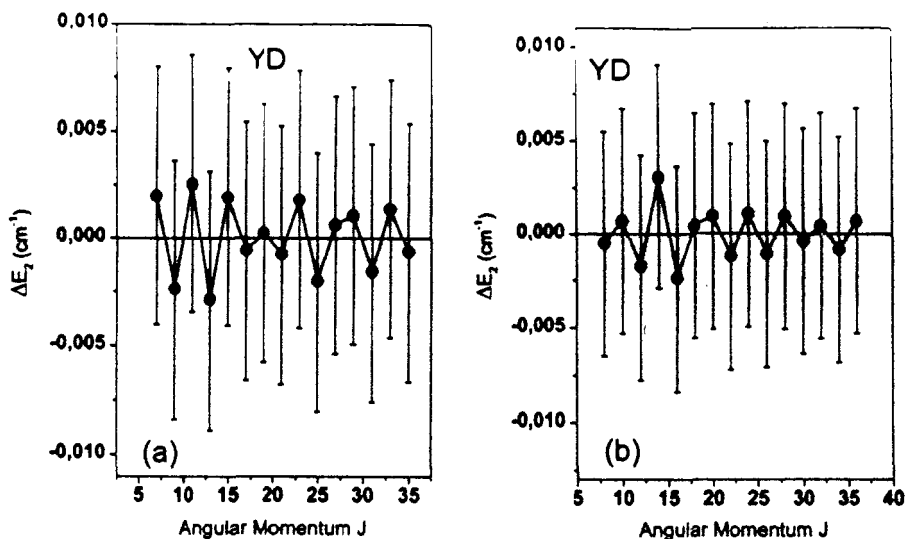 0,010
0,005
0,000
-0,005
-0,010
ΔE₂ (cm⁻¹)
YD
(a)
5 10 15 20 25 30 35
Angular Momentum J
0,010
0,005
0,000
-0,005
-0,010
ΔE₂ (cm⁻¹)
YD
(b)
5 10 15 20 25 30 35 40
Angular Momentum J